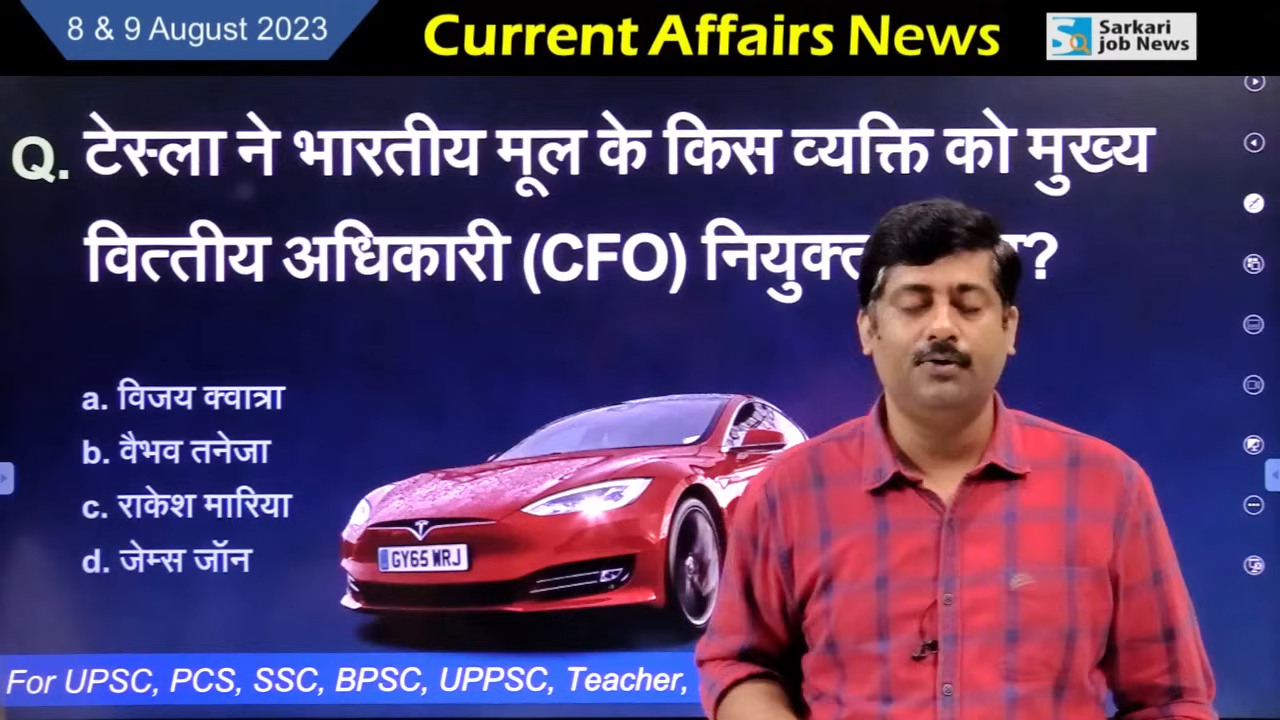 8 & 9 August 2023
Current Affairs News
Sarkari
job News
Q. टेस्ला ने भारतीय मूल के किस व्यक्ति को मुख्य
वित्तीय अधिकारी (CFO) नियुक्त ?
a. विजय क्वात्रा
b. वैभव तनेजा
c. राकेश मारिया
d. जेम्स जॉन
GY65 WRJ
For UPSC, PCS, SSC, BPSC, UPPSC, Teacher,